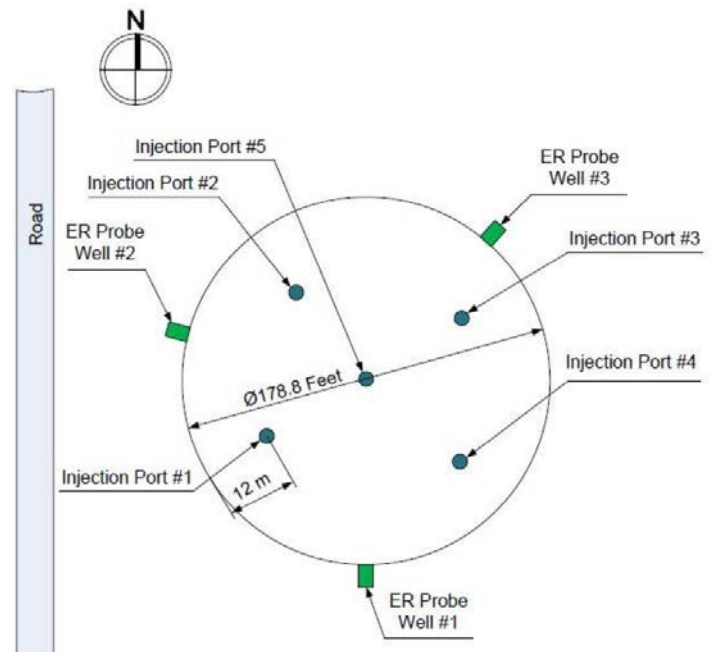 N
Injection Port #5
Injection Port #2
ER Probe
Well #3
Road
ER Probe
Well #2
Injection Port #3
Ø178.8 Feet
Injection Port #4
Injection Port #1
12 m
ER Probe
Well #1